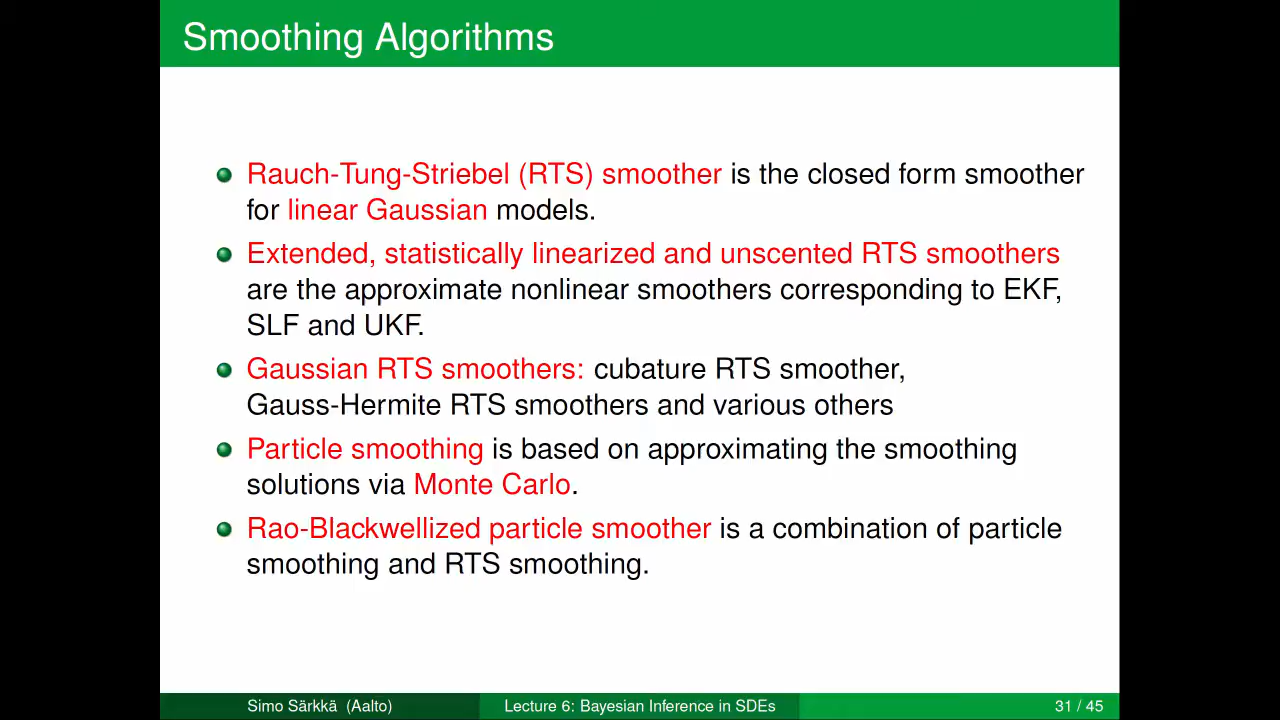 Smoothing Algorithms
Rauch-Tung-Striebel (RTS) smoother is the closed form smoother
for linear Gaussian models.
Extended, statistically linearized and unscented RTS smoothers
are the approximate nonlinear smoothers corresponding to EKF,
SLF and UKF.
Gaussian RTS smoothers: cubature RTS smoother,
Gauss-Hermite RTS smoothers and various others
Particle smoothing is based on approximating the smoothing
solutions via Monte Carlo.
Rao-Blackwellized particle smoother is a combination of particle
smoothing and RTS smoothing.
Simo Särkkä (Aalto) Lecture 6: Bayesian Inference in SDEs 31 / 45